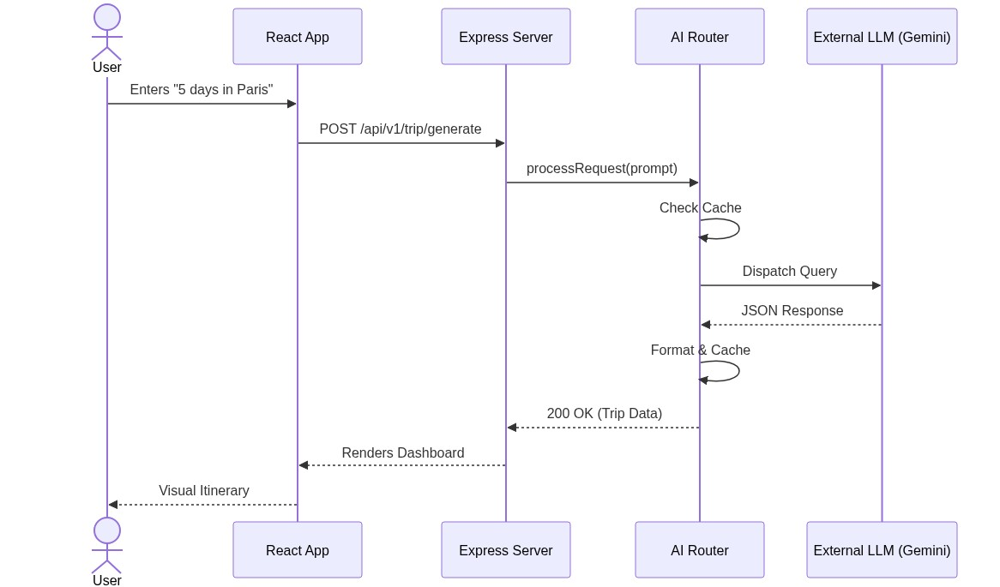 React App
Express Server
AI Router
External LLM (Gemini)
User
Enters "5 days in Paris"
POST /api/v1/trip/generate
processRequest(prompt)
Check Cache
Dispatch Query
JSON Response
Format & Cache
200 OK (Trip Data)
Renders Dashboard
Visual Itinerary
React App
Express Server
AI Router
External LLM (Gemini)
User